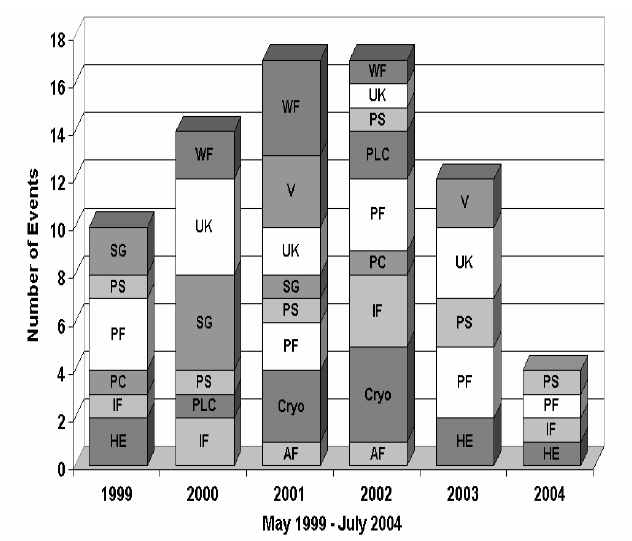 Number of Events
18
16
14
12
10
8
6
4
2
0
SG
PS
PF
PC
IF
HE
WF
UK
SG
PS
PLC
IF
WF
V
UK
SG
PS
PF
Cryo
AF
WF
UK
PS
PLC
PF
PC
IF
Cryo
AF
V
UK
PS
PF
HE
PS
PF
IF
HE
1999 2000 2001 2002 2003 2004
May 1999 - July 2004